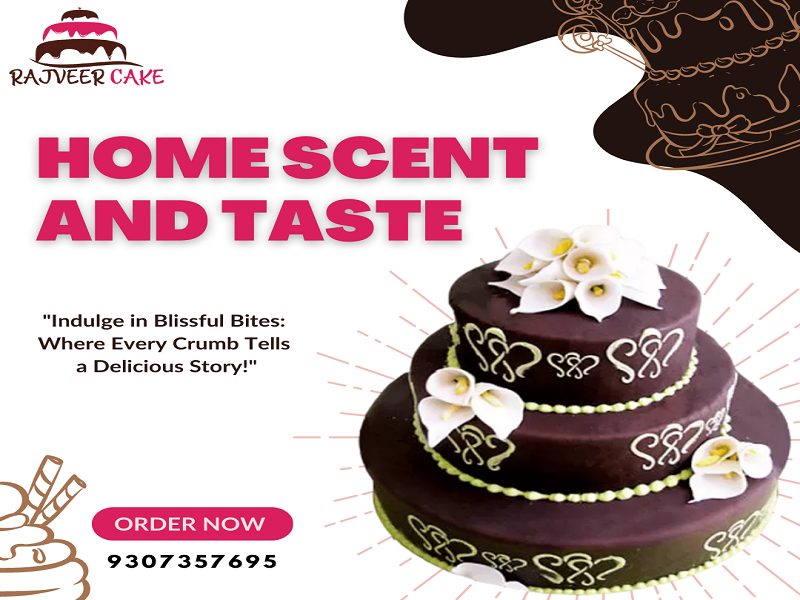 RAJVEER CAKE
HOME SCENT
AND TASTE
"Indulge in Blissful Bites:
Where Every Crumb Tells
a Delicious Story!"
ORDER NOW
9307357695